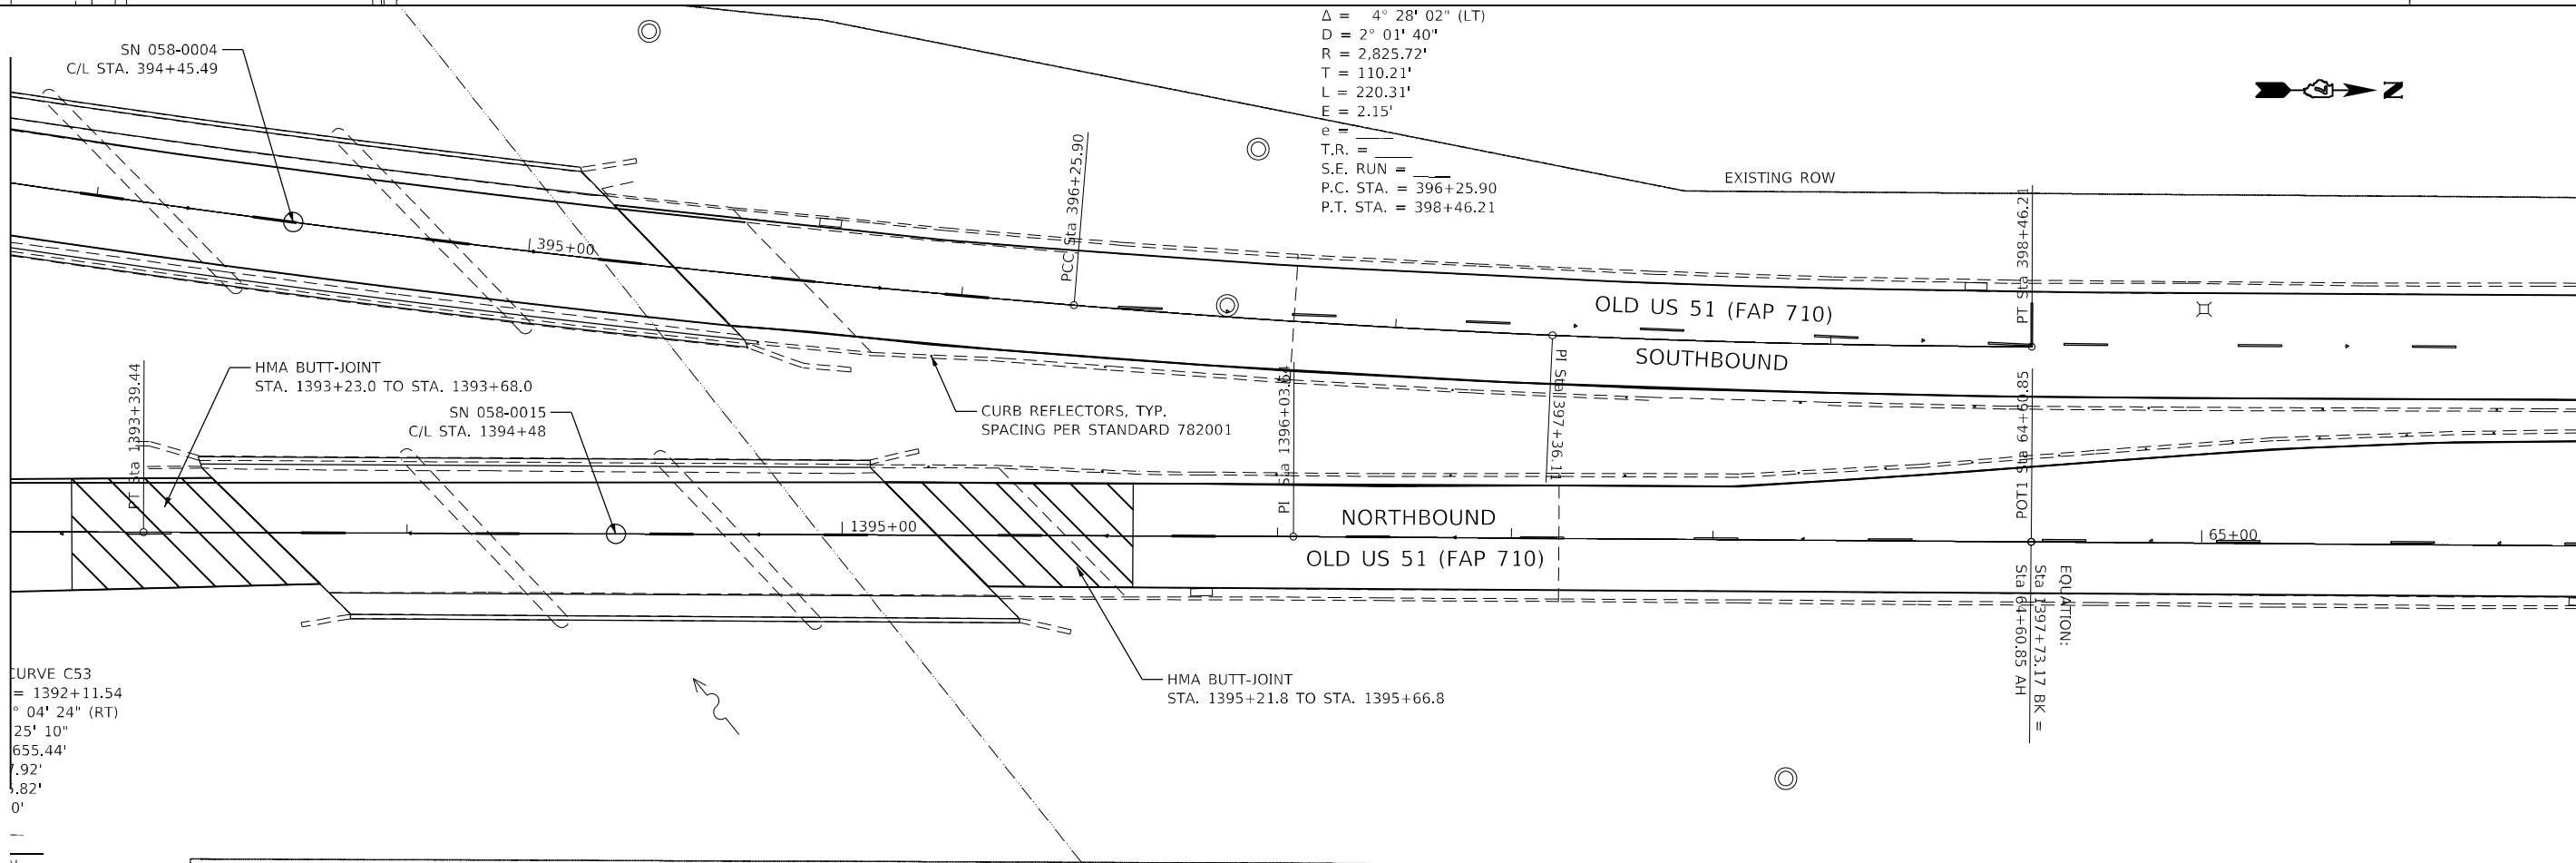 SN 058-0004
C/L STA. 394+45.49
Δ = 4° 28' 02" (LT)
D = 2° 01' 40"
R = 2,825.72'
T = 110.21'
L = 220.31'
E = 2.15'
e = ____
T.R. = ____
S.E. RUN = ____
P.C. STA. = 396+25.90
P.T. STA. = 398+46.21
N
EXISTING ROW
395+00
PCC Sta 396+25.90
PT Sta 398+46.21
OLD US 51 (FAP 710)
SOUTHBOUND
PI Sta 397+36.11
PT Sta 1393+39.44
HMA BUTT-JOINT
STA. 1393+23.0 TO STA. 1393+68.0
SN 058-0015
C/L STA. 1394+48
CURB REFLECTORS, TYP.
SPACING PER STANDARD 782001
PI Sta 1396+03.64
POT1 Sta 64+60.85
1395+00
NORTHBOUND
OLD US 51 (FAP 710)
65+00
EQUATION:
Sta 1397+73.17 BK =
Sta 64+60.85 AH
HMA BUTT-JOINT
STA. 1395+21.8 TO STA. 1395+66.8
CURVE C53
= 1392+11.54
° 04' 24" (RT)
25' 10"
655.44'
7.92'
.82'
0'